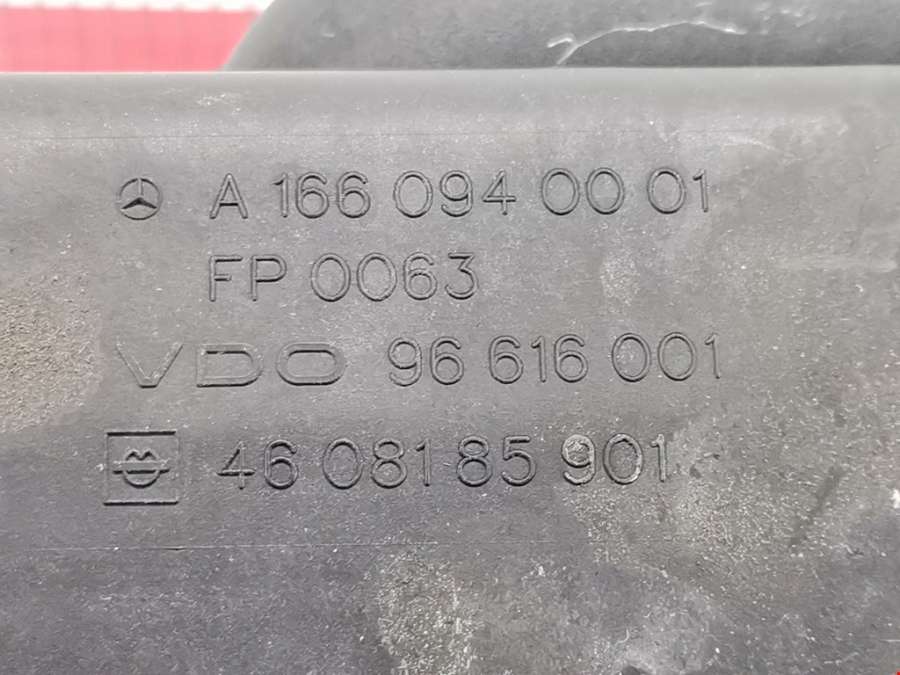 A 166 094 00 01
FP 0063
VDO 96 616 001
46 081 85 901